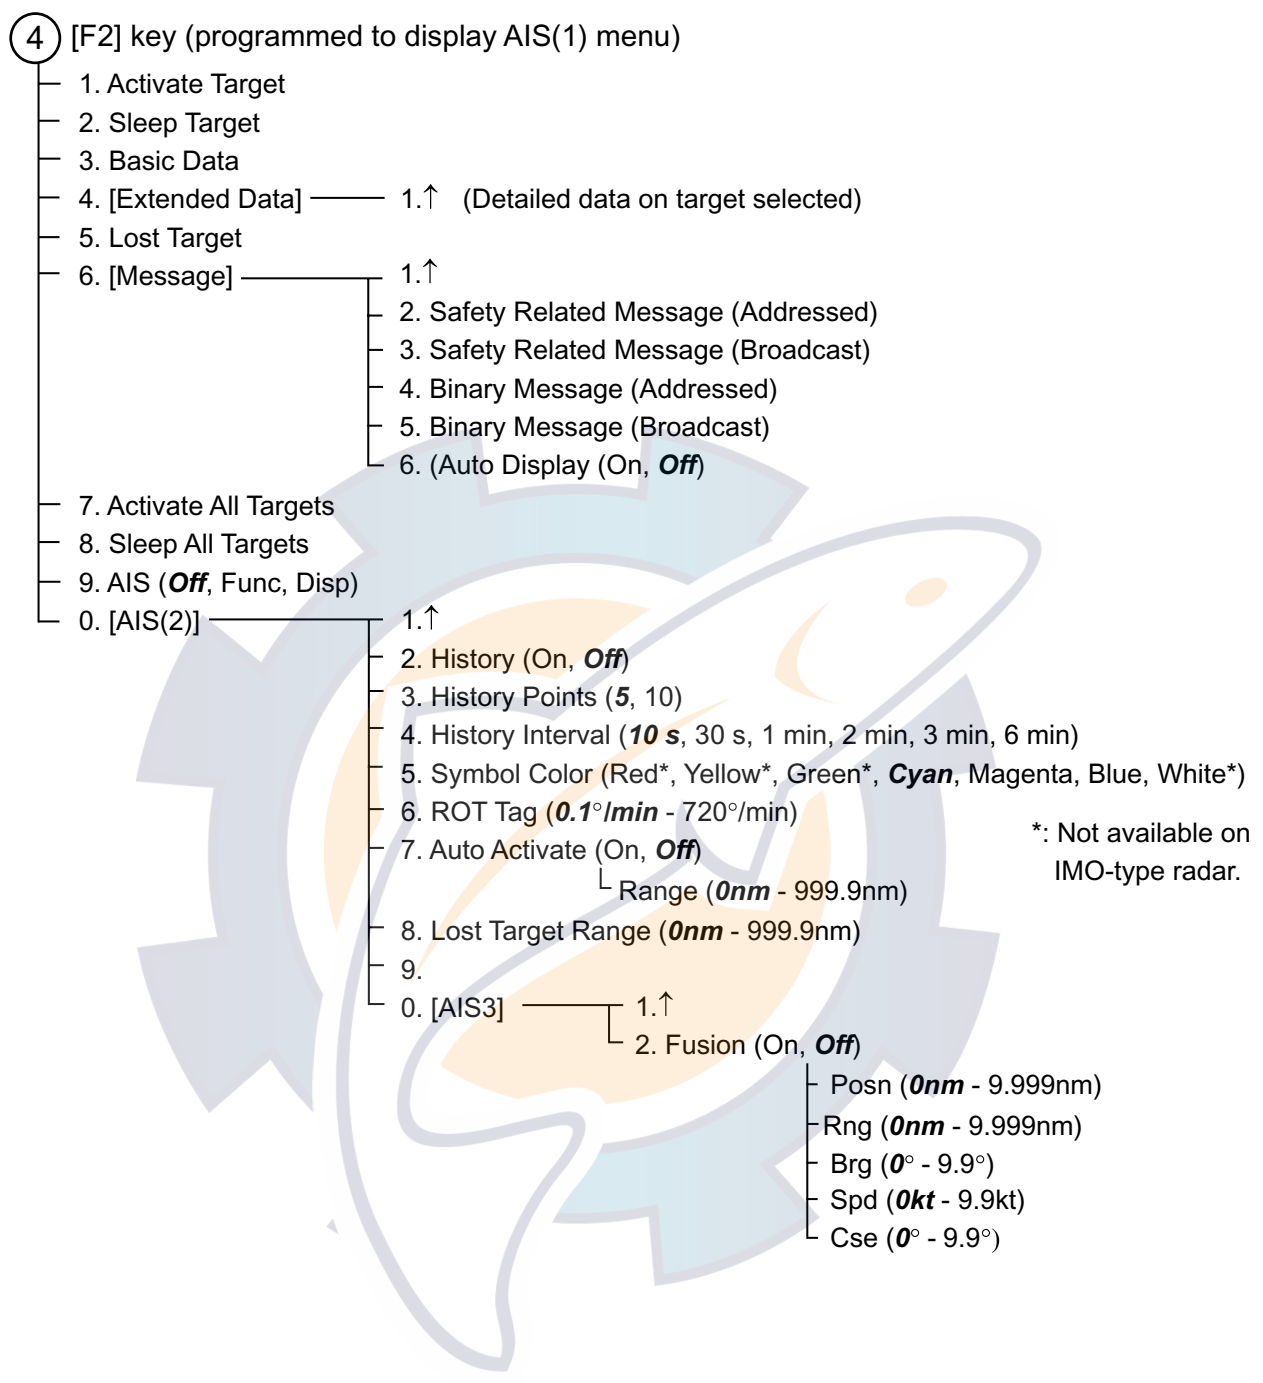 4 [F2] key (programmed to display AIS(1) menu)
1. Activate Target
2. Sleep Target
3. Basic Data
4. [Extended Data] 1.↑ (Detailed data on target selected)
5. Lost Target
6. [Message] 1.↑
2. Safety Related Message (Addressed)
3. Safety Related Message (Broadcast)
4. Binary Message (Addressed)
5. Binary Message (Broadcast)
6. (Auto Display (On, Off)
7. Activate All Targets
8. Sleep All Targets
9. AIS (Off, Func, Disp)
0. [AIS(2)] 1.↑
2. History (On, Off)
3. History Points (5, 10)
4. History Interval (10 s, 30 s, 1 min, 2 min, 3 min, 6 min)
5. Symbol Color (Red*, Yellow*, Green*, Cyan, Magenta, Blue, White*)
6. ROT Tag (0.1°/min - 720°/min)
*: Not available on
IMO-type radar.
7. Auto Activate (On, Off)
Range (0nm - 999.9nm)
8. Lost Target Range (0nm - 999.9nm)
9.
0. [AIS3] 1.↑
2. Fusion (On, Off)
Posn (0nm - 9.999nm)
Rng (0nm - 9.999nm)
Brg (0° - 9.9°)
Spd (0kt - 9.9kt)
Cse (0° - 9.9°)